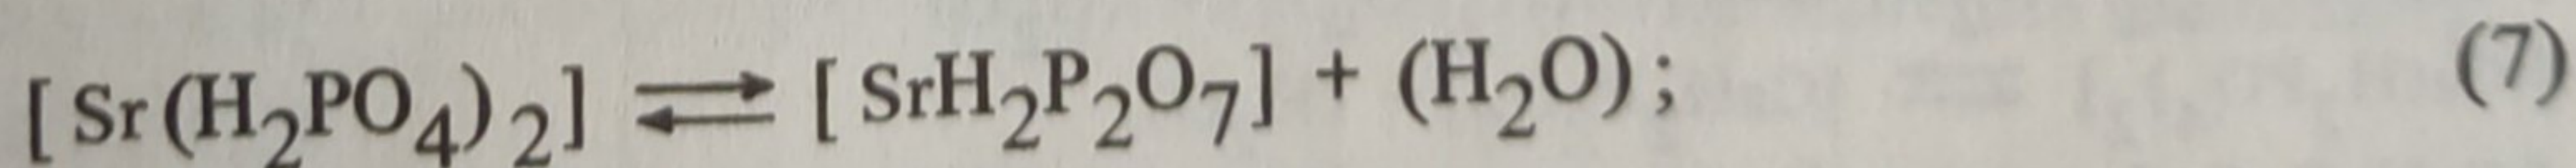 [Sr(H₂PO₄)₂] ⇌ [SrH₂P₂O₇] + (H₂O); (7)